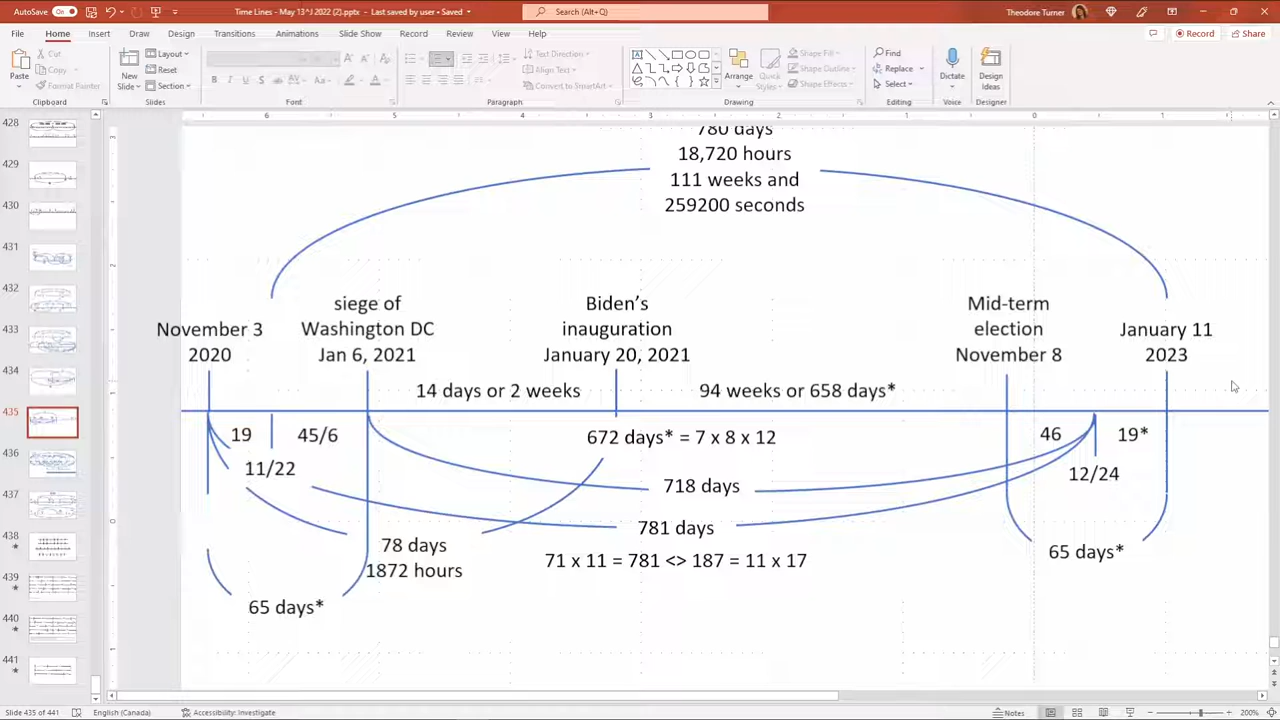 AutoSave On Time Lines - May 13^J 2022 (2).pptx - Last saved by user • Saved Search (Alt+Q) Theodore Turner
File Home Insert Draw Design Transitions Animations Slide Show Record Review View Help Record Share
Paste Cut Copy Format Painter Clipboard
New Slide Layout Reset Section Slides
Font
Text Direction Align Text Convert to SmartArt Paragraph
Arrange Quick Styles Shape Fill Shape Outline Shape Effects Drawing
Find Replace Select Editing
Dictate Voice
Design Ideas Designer
428
429
430
431
432
433
434
435
436
437
438
439
440
441
780 days
18,720 hours
111 weeks and
259200 seconds
November 3
2020
siege of
Washington DC
Jan 6, 2021
Biden's
inauguration
January 20, 2021
Mid-term
election
November 8
January 11
2023
14 days or 2 weeks
94 weeks or 658 days*
19
45/6
11/22
672 days* = 7 x 8 x 12
46
19*
12/24
718 days
781 days
71 x 11 = 781 <> 187 = 11 x 17
78 days
1872 hours
65 days*
65 days*
Slide 435 of 441 English (Canada) Accessibility: Investigate Notes 200%